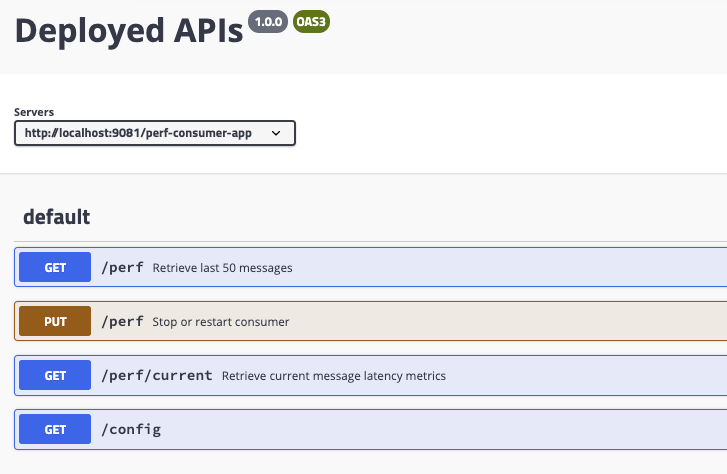 Deployed APIs 1.0.0 OAS3
Servers
http://localhost:9081/perf-consumer-app
default
GET /perf Retrieve last 50 messages
PUT /perf Stop or restart consumer
GET /perf/current Retrieve current message latency metrics
GET /config